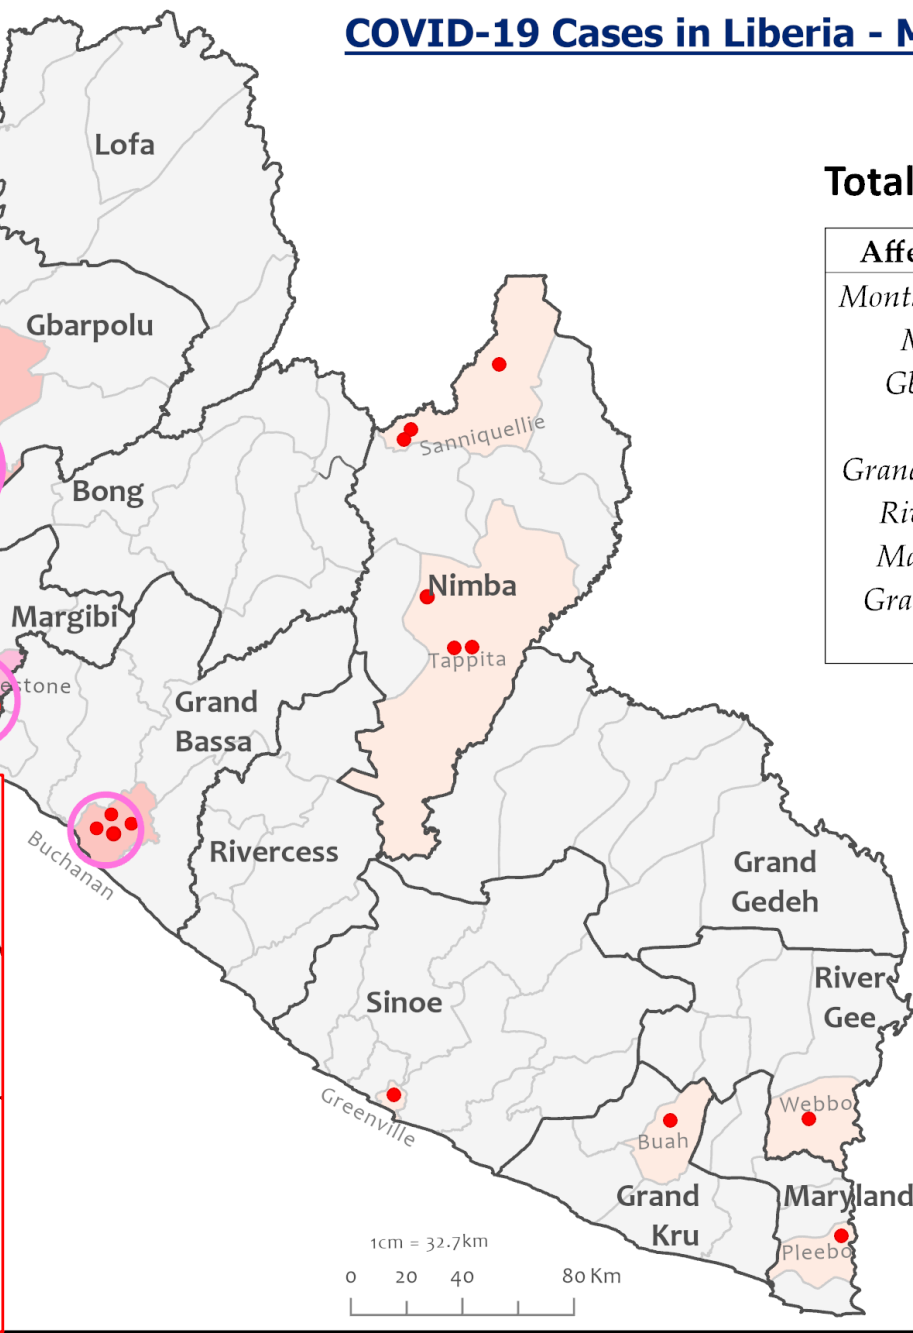 COVID-19 Cases in Liberia -
Lofa
Total
Gbarpolu
Sanniquellie
Bong
Nimba
Margibi
Tappita
Grand
Bassa
Buchanan
Rivercess
Grand
Gedeh
River
Gee
Sinoe
Greenville
Webbo
Buah
Grand
Kru
Maryland
Pleebo
1cm = 32.7km
0 20 40 80 Km